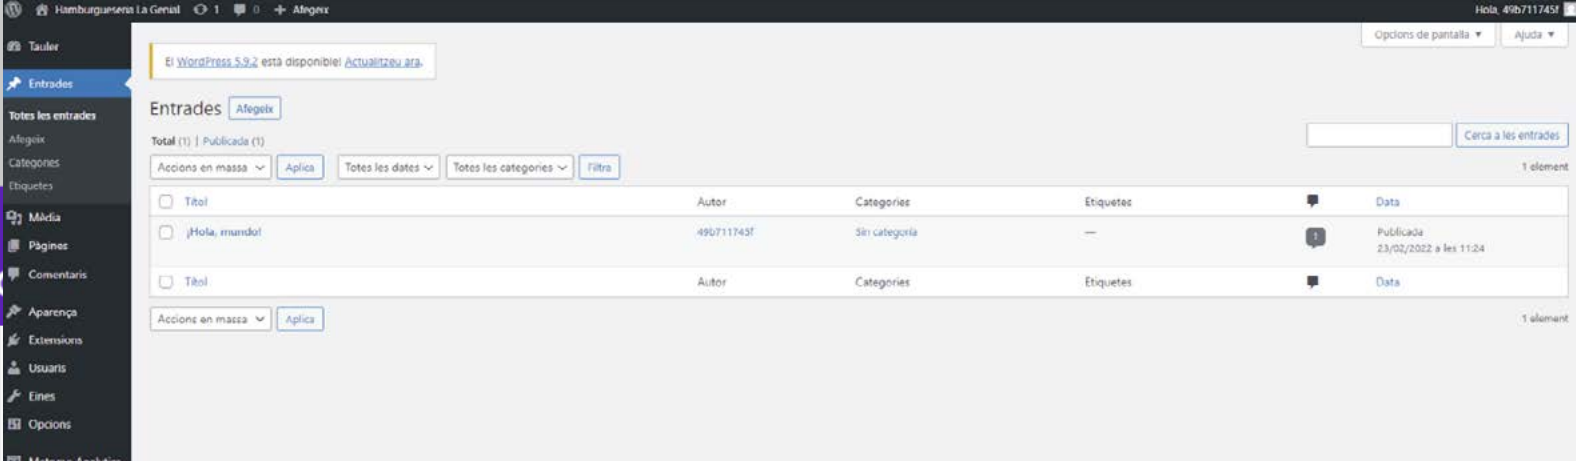 Hamburgueseria La Genial 1 0 + Afegeix Hola, 49b711745f
Opcions de pantalla ▼ Ajuda ▼
Tauler
Entrades
Totes les entrades
Afegeix
Categories
Etiquetes
Mèdia
Pàgines
Comentaris
Aparença
Extensions
Usuaris
Eines
Opcions
Matomo Analytics
El WordPress 5.9.2 està disponible! Actualitzeu ara.
Entrades Afegeix
Total (1) | Publicada (1)
Cerca a les entrades
Accions en massa Aplica Totes les dates Totes les categories Filtra 1 element
Títol Autor Categories Etiquetes Data
¡Hola, mundo! 49b711745f Sin categoría — 1 Publicada
23/02/2022 a les 11:24
Títol Autor Categories Etiquetes Data
Accions en massa Aplica 1 element